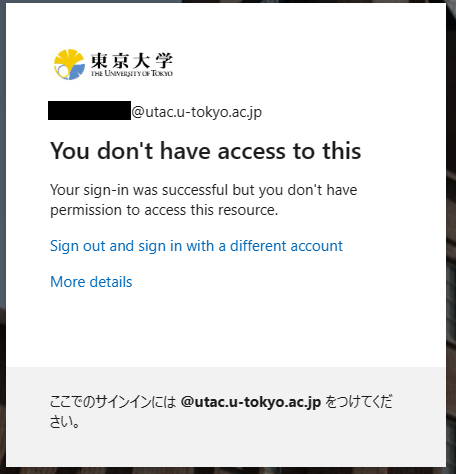 東京大学
THE UNIVERSITY OF TOKYO
@utac.u-tokyo.ac.jp
You don't have access to this
Your sign-in was successful but you don't have
permission to access this resource.
Sign out and sign in with a different account
More details
ここでのサインインには @utac.u-tokyo.ac.jp をつけてくだ
さい。